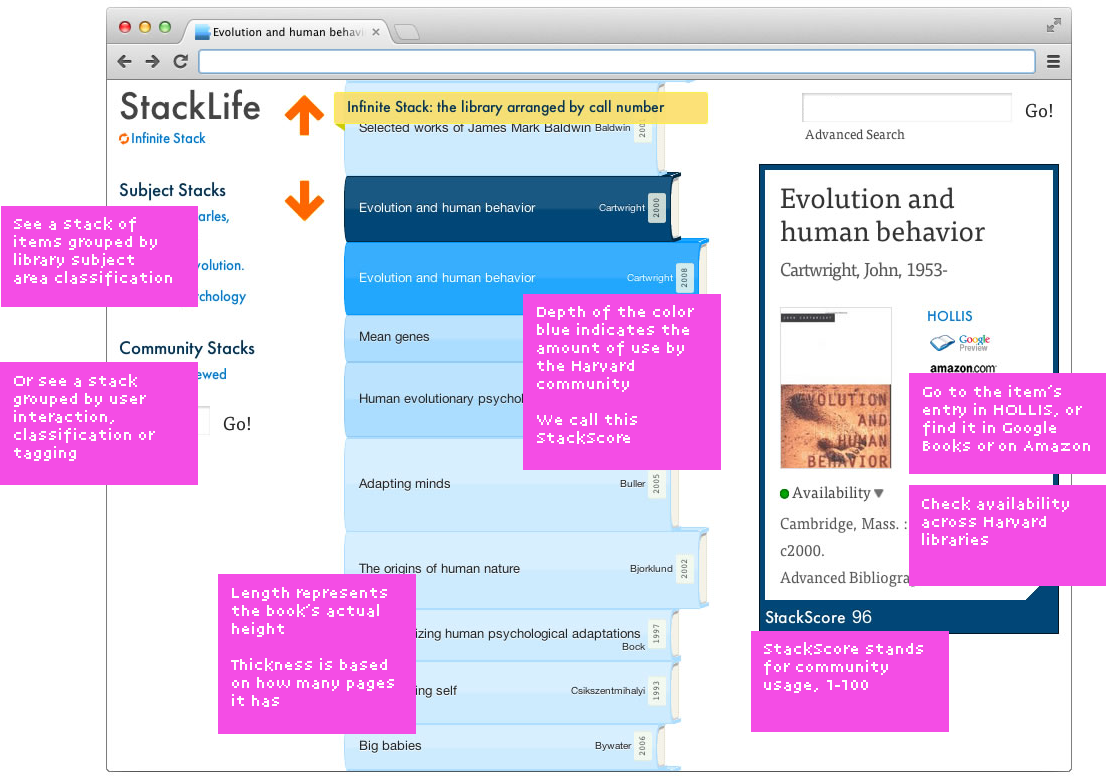 Evolution and human behavi
StackLife
Infinite Stack
Infinite Stack: the library arranged by call number
Selected works of James Mark Baldwin Baldwin
Go!
Advanced Search
Subject Stacks
arles,
volution.
chology
See a stack of
items grouped by
library subject
area classification
Community Stacks
ewed
Go!
Or see a stack
grouped by user
interaction,
classification or
tagging
Evolution and human behavior Cartwright 2000
Evolution and human behavior Cartwright 2008
Mean genes
Human evolutionary psychol
Adapting minds Buller 2005
The origins of human nature Bjorklund 2002
izing human psychological adaptations
Bock 1997
ing self Csikszentmihalyi 1993
Big babies Bywater 2006
Depth of the color
blue indicates the
amount of use by
the Harvard
community
We call this
StackScore
Length represents
the book's actual
height
Thickness is based
on how many pages
it has
Evolution and
human behavior
Cartwright, John, 1953-
HOLLIS
Google
Preview
amazon.com
EVOLUTION
AND
HUMAN
BEHAVIOR
Go to the item's
entry in HOLLIS, or
find it in Google
Books or on Amazon
Availability
Cambridge, Mass. :
c2000.
Advanced Bibliogra
Check availability
across Harvard
libraries
StackScore 96
StackScore stands
for community
usage, 1-100